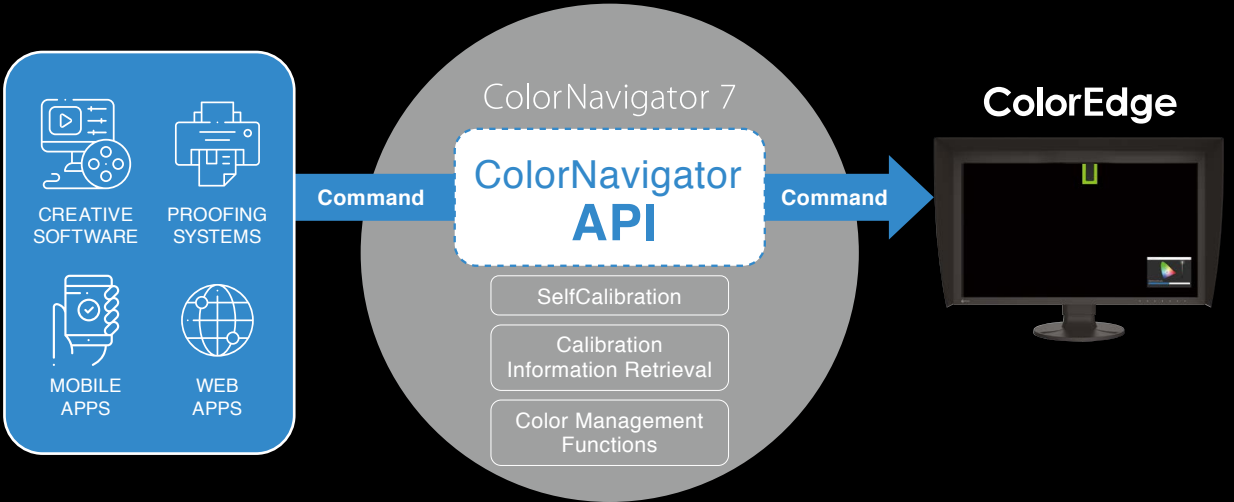 CREATIVE
SOFTWARE
PROOFING
SYSTEMS
MOBILE
APPS
WEB
APPS
Command
ColorNavigator 7
ColorNavigator
API
SelfCalibration
Calibration
Information Retrieval
Color Management
Functions
Command
ColorEdge